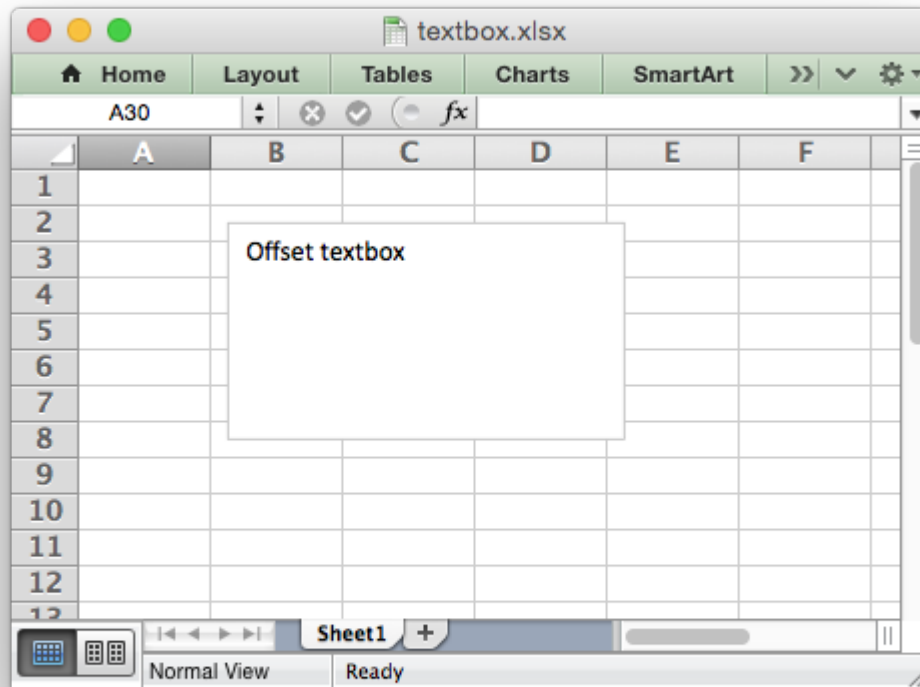 textbox.xlsx
Home Layout Tables Charts SmartArt
A30 fx
A B C D E F
1
2
Offset textbox
3
4
5
6
7
8
9
10
11
12
13
Sheet1 +
Normal View Ready